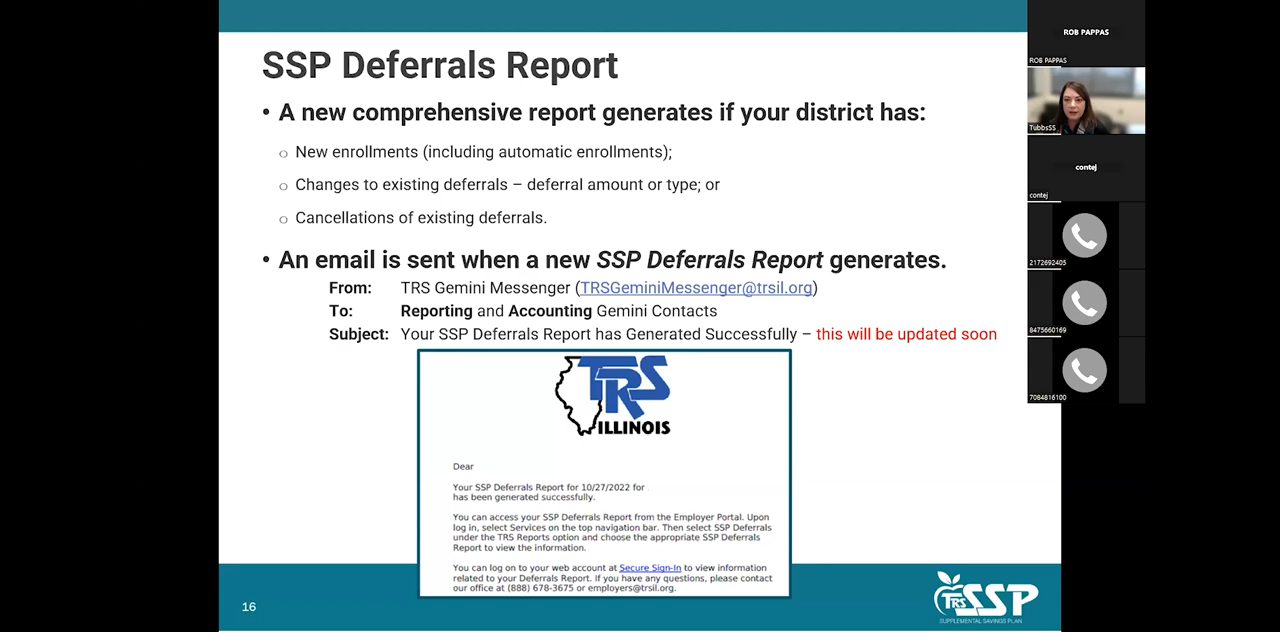 SSP Deferrals Report
• A new comprehensive report generates if your district has:
o New enrollments (including automatic enrollments);
o Changes to existing deferrals – deferral amount or type; or
o Cancellations of existing deferrals.
• An email is sent when a new SSP Deferrals Report generates.
From: TRS Gemini Messenger (TRSGeminiMessenger@trsil.org)
To: Reporting and Accounting Gemini Contacts
Subject: Your SSP Deferrals Report has Generated Successfully – this will be updated soon
TRS
ILLINOIS
Dear
Your SSP Deferrals Report for 10/27/2022 for
has been generated successfully.
You can access your SSP Deferrals Report from the Employer Portal. Upon
log in, select Services on the top navigation bar. Then select SSP Deferrals
under the TRS Reports option and choose the appropriate SSP Deferrals
Report to view the information.
You can log on to your web account at Secure Sign-In to view information
related to your Deferrals Report. If you have any questions, please contact
our office at (888) 678-3675 or employers@trsil.org.
16
TRS SSP
SUPPLEMENTAL SAVINGS PLAN
ROB PAPPAS
ROB PAPPAS
TubbsSS
contej
contej
2172692405
8475660169
7084816100